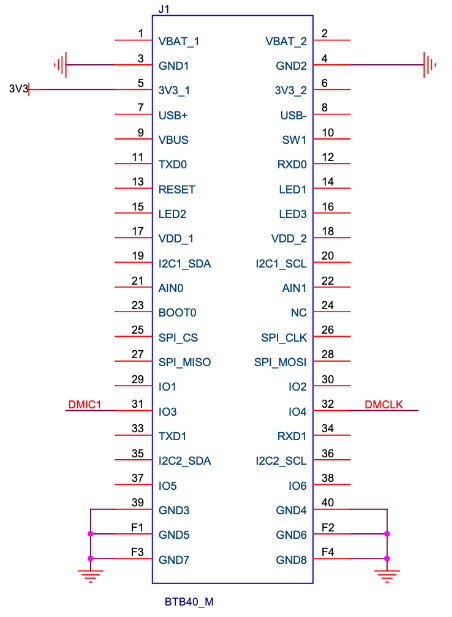 J1
1 VBAT_1 VBAT_2 2
3 GND1 GND2 4
3V3 5 3V3_1 3V3_2 6
7 USB+ USB- 8
9 VBUS SW1 10
11 TXD0 RXD0 12
13 RESET LED1 14
15 LED2 LED3 16
17 VDD_1 VDD_2 18
19 I2C1_SDA I2C1_SCL 20
21 AIN0 AIN1 22
23 BOOT0 NC 24
25 SPI_CS SPI_CLK 26
27 SPI_MISO SPI_MOSI 28
29 IO1 IO2 30
DMIC1 31 IO3 IO4 32 DMCLK
33 TXD1 RXD1 34
35 I2C2_SDA I2C2_SCL 36
37 IO5 IO6 38
39 GND3 GND4 40
F1 GND5 GND6 F2
F3 GND7 GND8 F4
BTB40_M